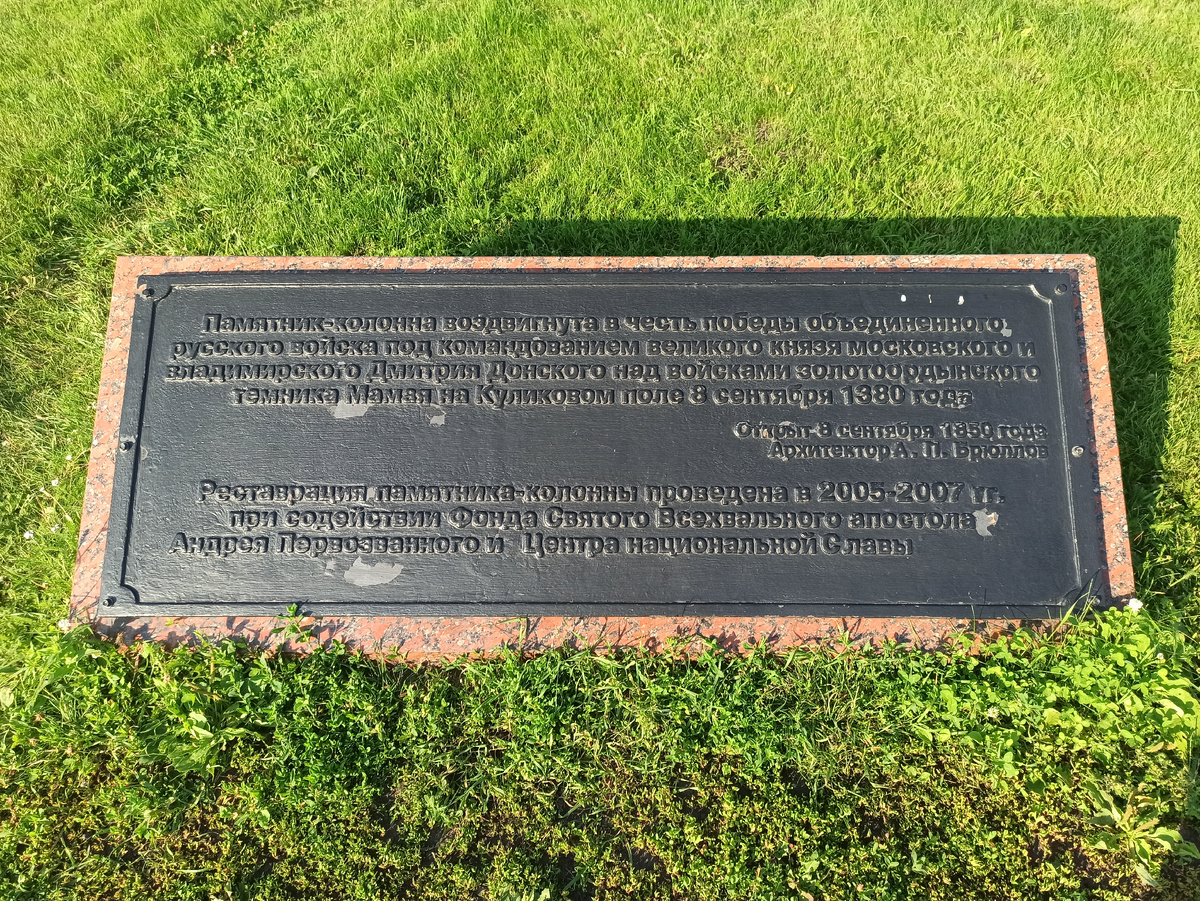 Памятник-колонна воздвигнута в честь победы объединенного
русского войска под командованием великого князя московского и
владимирского Дмитрия Донского над войсками золотоордынского
темника Мамая на Куликовом поле 8 сентября 1380 года
Открыт 8 сентября 1850 года
Архитектор А. П. Брюллов
Реставрация памятника-колонны проведена в 2005-2007 гг.
при содействии Фонда Святого Всехвального апостола
Андрея Первозванного и Центра национальной Славы